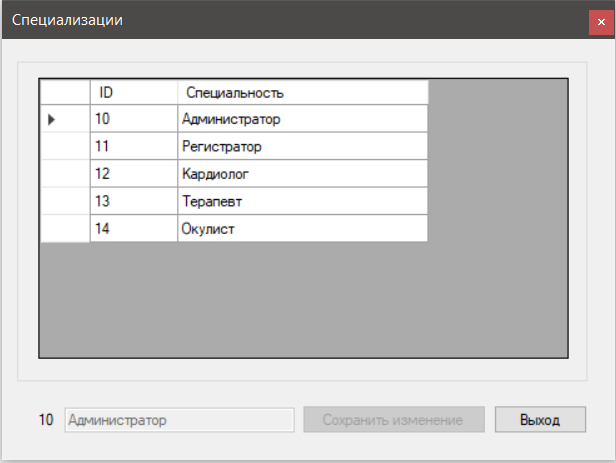 Специализации
ID Специальность
10 Администратор
11 Регистратор
12 Кардиолог
13 Терапевт
14 Окулист
10 Администратор Сохранить изменение Выход